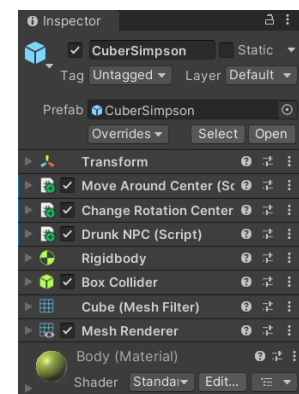 Inspector
CuberSimpson Static
Tag Untagged Layer Default
Prefab CuberSimpson
Overrides Select Open
Transform
Move Around Center (Sc
Change Rotation Center
Drunk NPC (Script)
Rigidbody
Box Collider
Cube (Mesh Filter)
Mesh Renderer
Body (Material)
Shader Standa Edit...